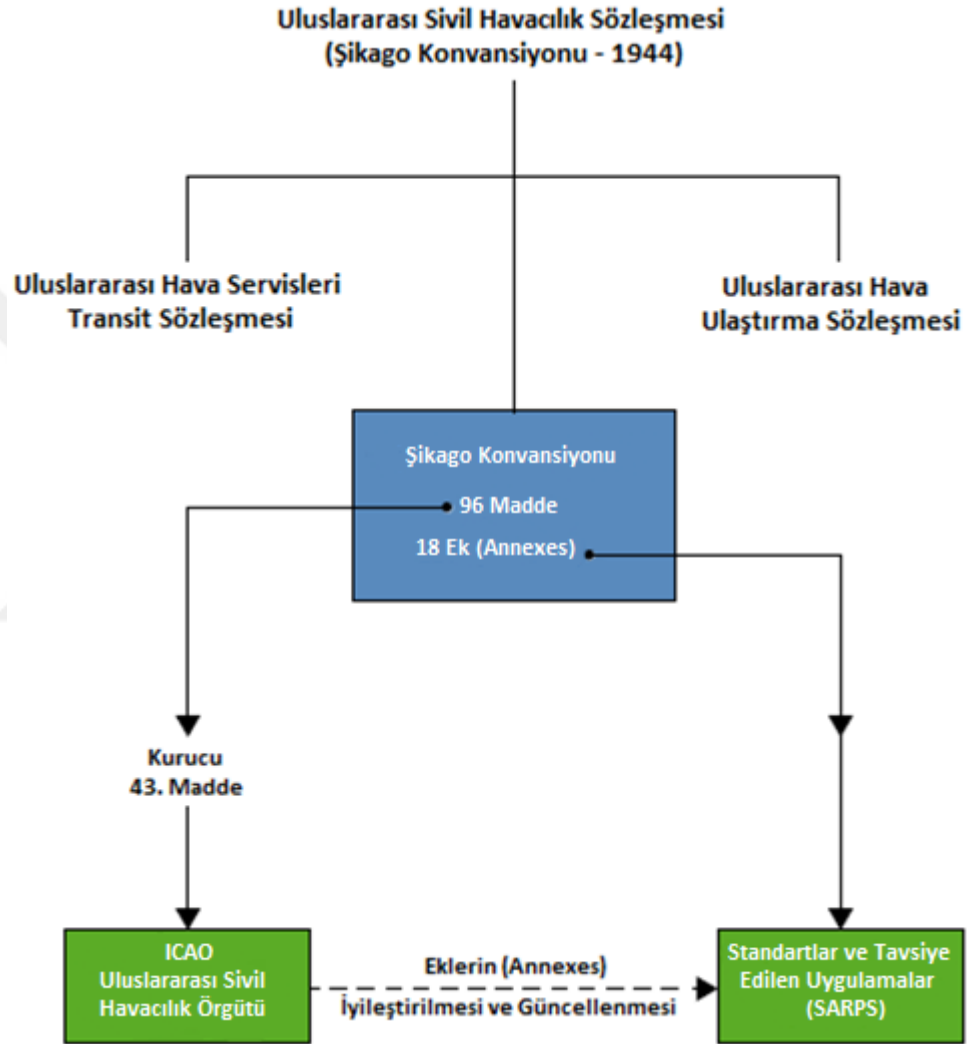 Uluslararası Sivil Havacılık Sözleşmesi
(Şikago Konvansiyonu - 1944)
Uluslararası Hava Servisleri
Transit Sözleşmesi
Uluslararası Hava
Ulaştırma Sözleşmesi
Şikago Konvansiyonu
96 Madde
18 Ek (Annexes)
Kurucu
43. Madde
ICAO
Uluslararası Sivil
Havacılık Örgütü
Eklerin (Annexes)
İyileştirilmesi ve Güncellenmesi
Standartlar ve Tavsiye
Edilen Uygulamalar
(SARPS)